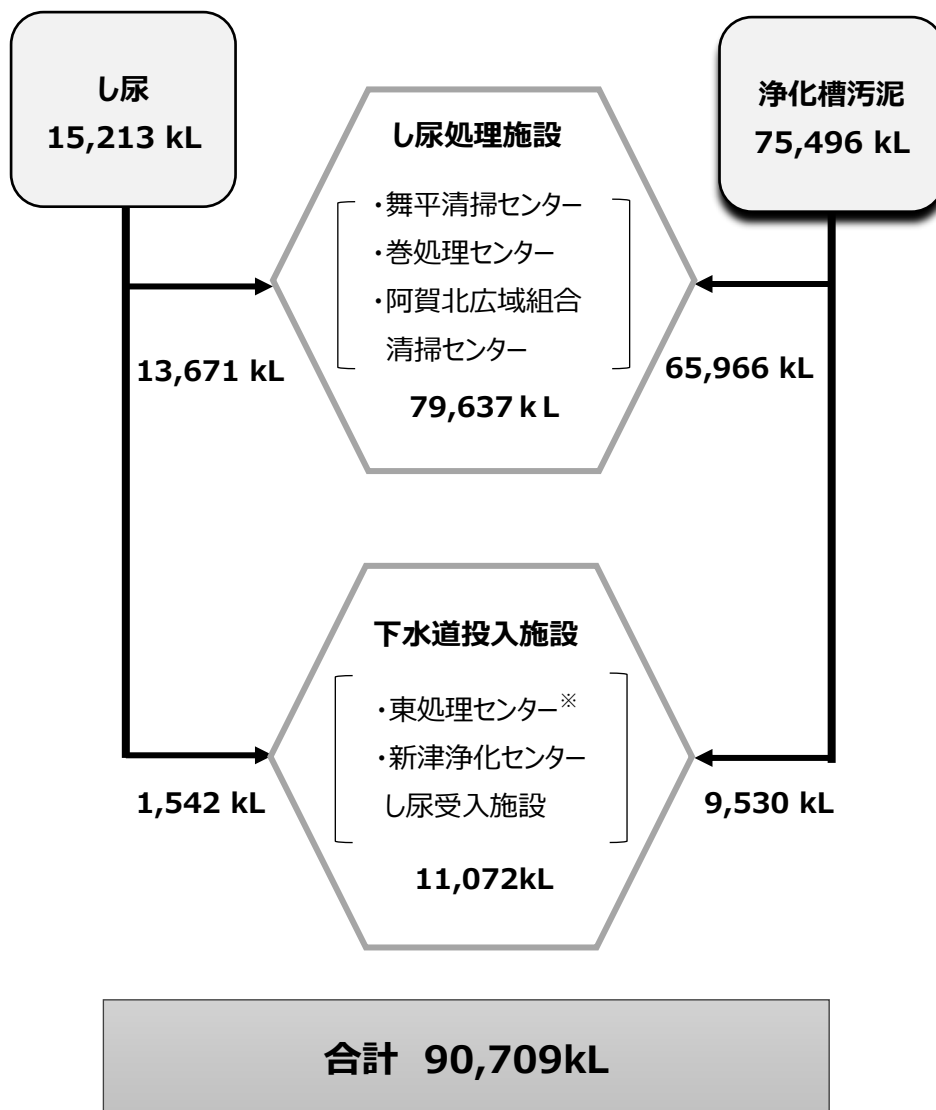 し尿
15,213 kL
浄化槽汚泥
75,496 kL
し尿処理施設
・舞平清掃センター
・巻処理センター
・阿賀北広域組合
清掃センター
79,637ｋL
13,671 kL
65,966 kL
下水道投入施設
・東処理センター※
・新津浄化センター
し尿受入施設
11,072kL
1,542 kL
9,530 kL
合計 90,709kL